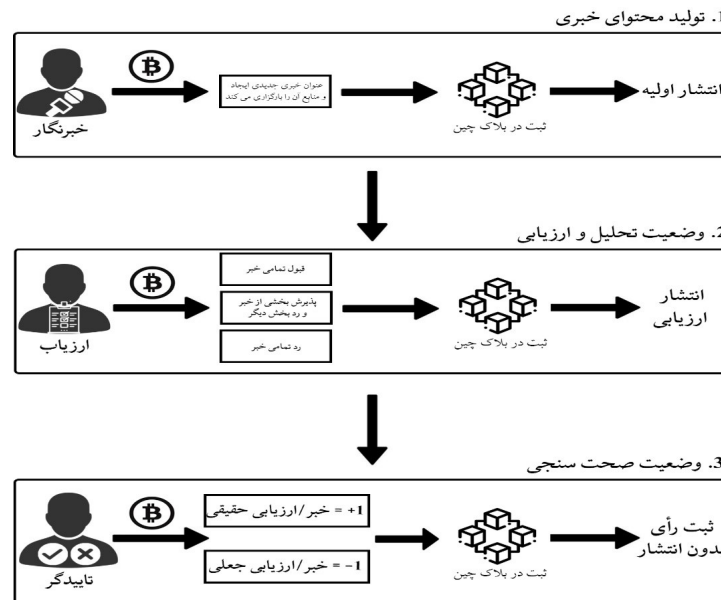 1. تولید محتوای خبری
خبرنگار
عنوان خبری جدیدی ایجاد
و منابع آن را بارگزاری می کند
ثبت در بلاک چین
انتشار اولیه
2. وضعیت تحلیل و ارزیابی
ارزیاب
قبول تمامی خبر
پذیرش بخشی از خبر
و رد بخش دیگر
رد تمامی خبر
ثبت در بلاک چین
انتشار
ارزیابی
3. وضعیت صحت سنجی
تاییدگر
+1 = خبر/ارزیابی حقیقی
-1 = خبر/ارزیابی جعلی
ثبت در بلاک چین
ثبت رأی
بدون انتشار